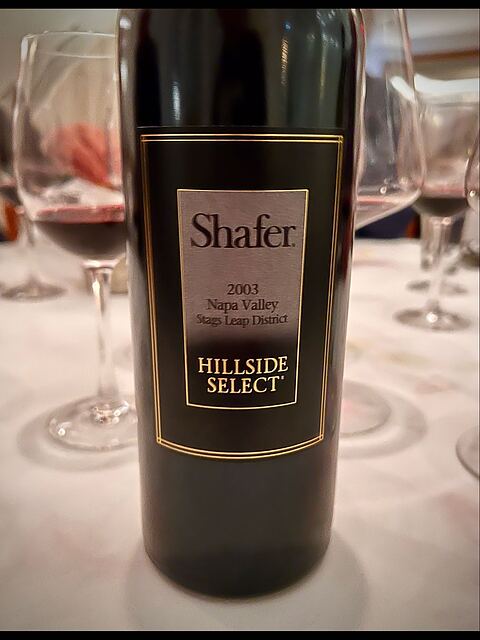 Shafer.
2003
Napa Valley
Stags Leap District
HILLSIDE
SELECT®